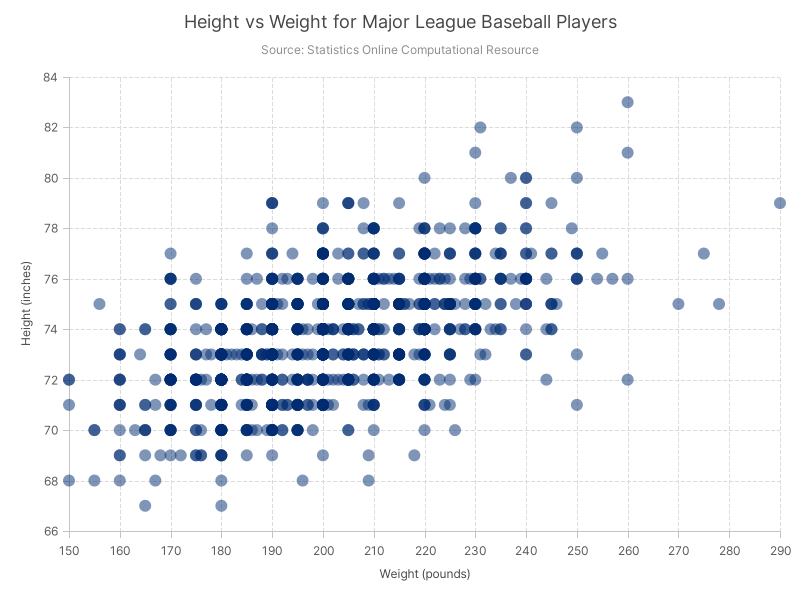 Height vs Weight for Major League Baseball Players
Source: Statistics Online Computational Resource
84
82
80
78
76
74
72
70
68
66
Height (inches)
150 160 170 180 190 200 210 220 230 240 250 260 270 280 290
Weight (pounds)